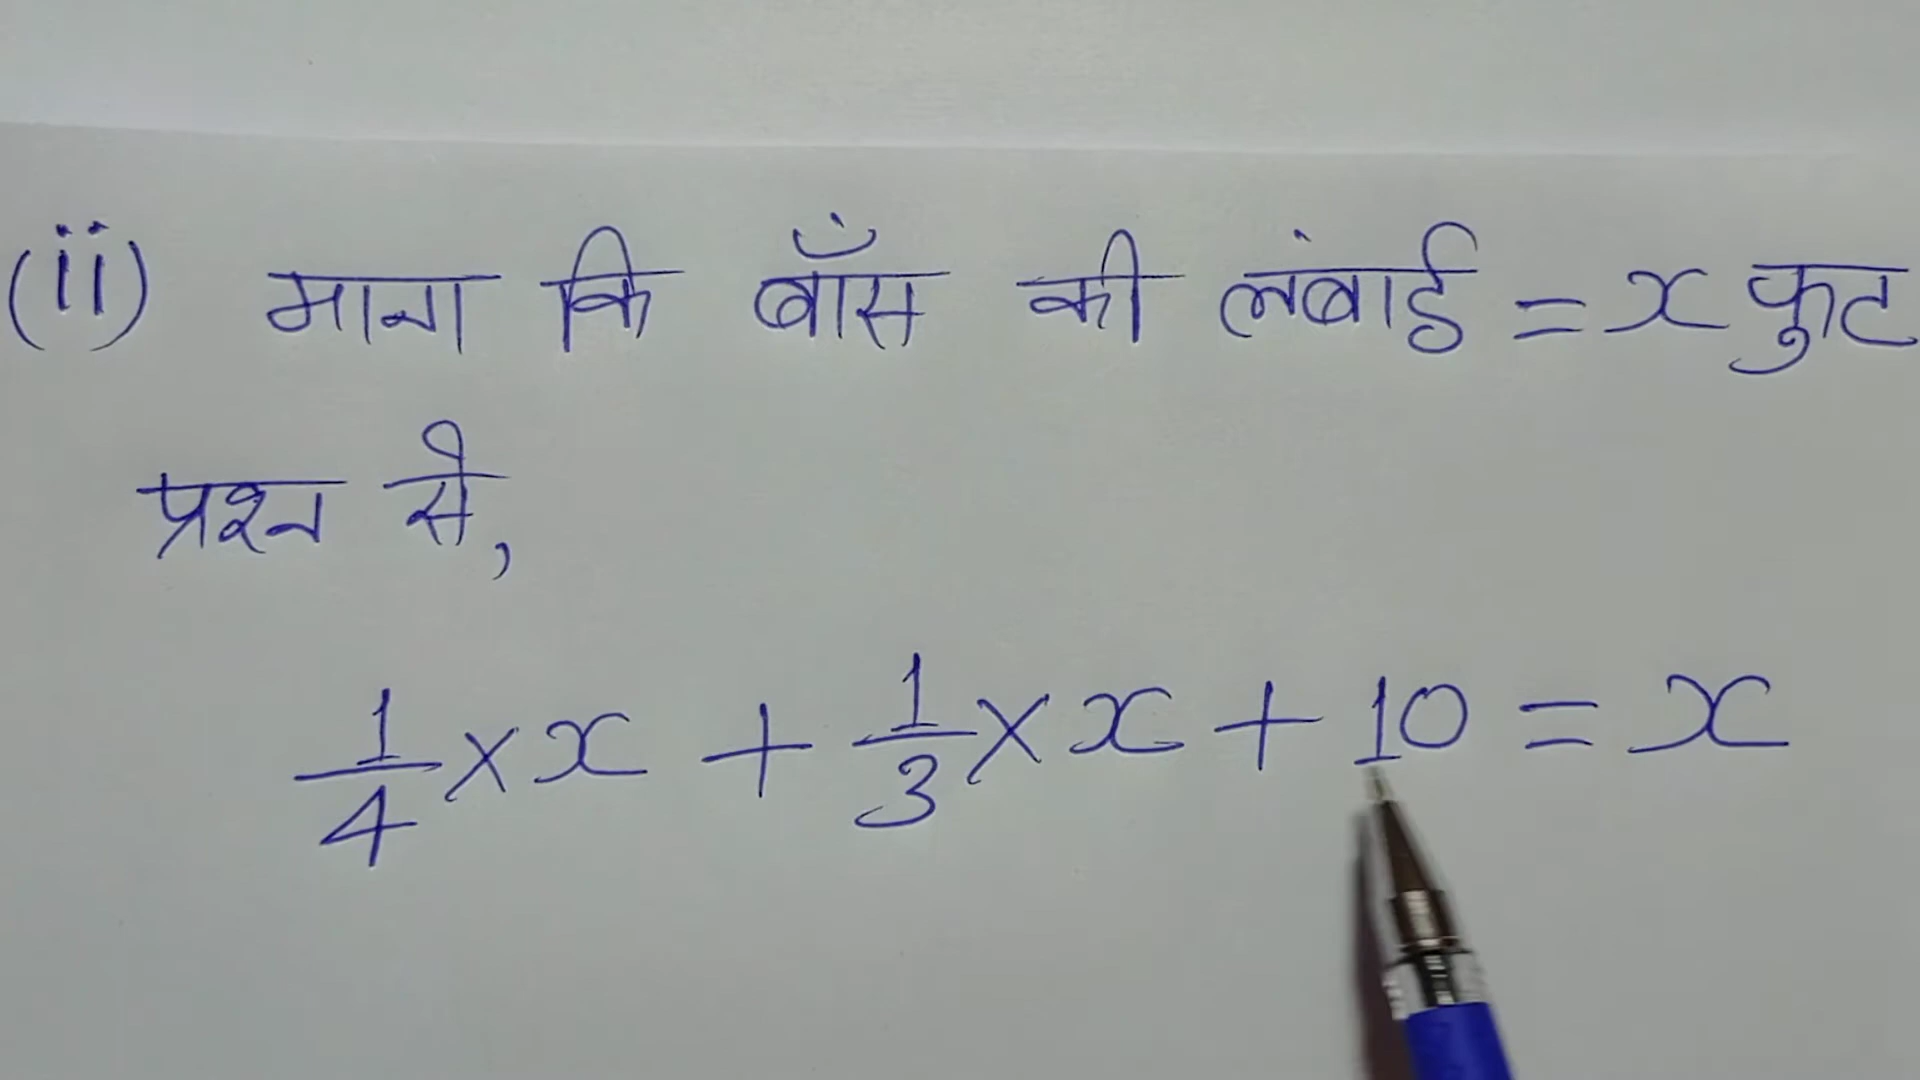 (ii) माना कि बाँस की लंबाई = x फुट
प्रश्न से,
1/4 × x + 1/3 × x + 10 = x